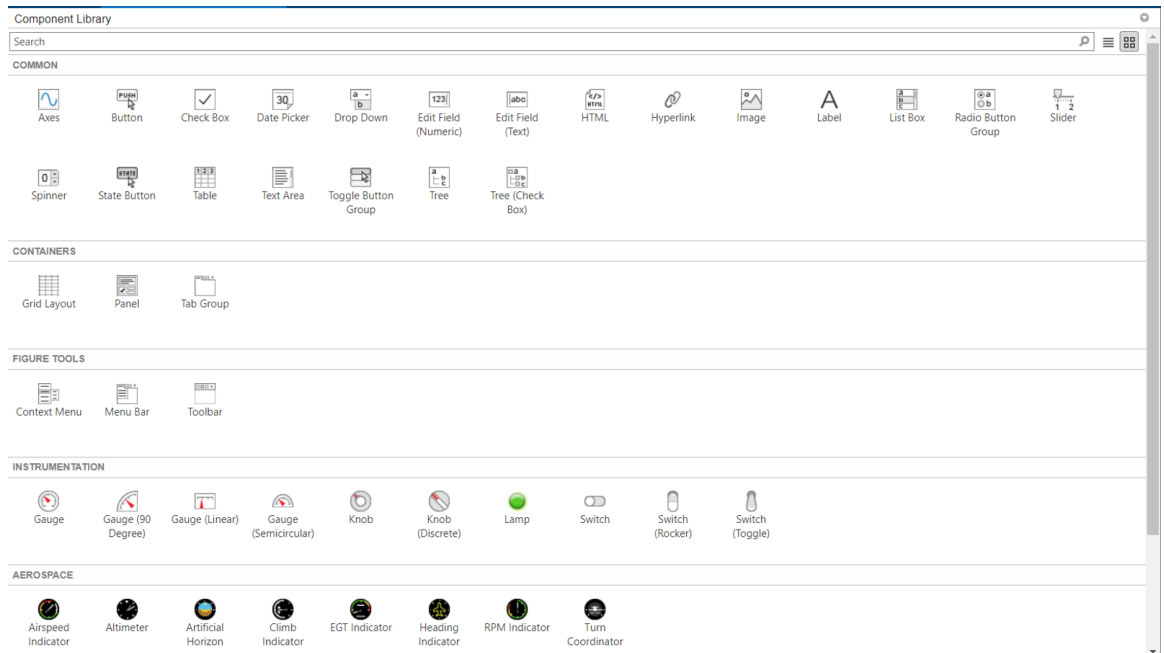 Component Library
Search
COMMON
Axes
PUSH
Button
Check Box
30
Date Picker
a
b
Drop Down
123
Edit Field
(Numeric)
abc
Edit Field
(Text)
</>
HTML
HTML
Hyperlink
Image
A
Label
a
b
c
List Box
a
b
Radio Button
Group
1 2
Slider
0
Spinner
STATE
State Button
1 2 3
Table
Text Area
Toggle Button
Group
a
b
c
Tree
a
b
c
Tree (Check
Box)
CONTAINERS
Grid Layout
Panel
Tab Group
FIGURE TOOLS
Context Menu
Menu Bar
Toolbar
INSTRUMENTATION
Gauge
Gauge (90
Degree)
Gauge (Linear)
Gauge
(Semicircular)
Knob
Knob
(Discrete)
Lamp
Switch
Switch
(Rocker)
Switch
(Toggle)
AEROSPACE
Airspeed
Indicator
Altimeter
Artificial
Horizon
Climb
Indicator
EGT Indicator
Heading
Indicator
RPM Indicator
Turn
Coordinator